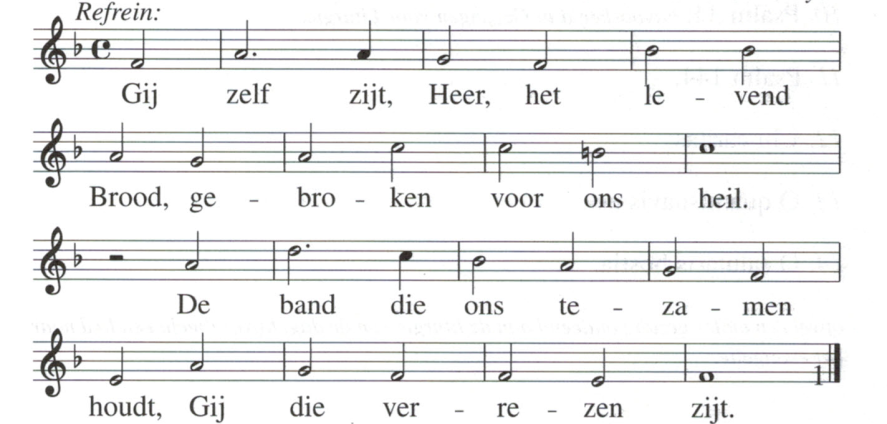 Refrein:
Gij zelf zijt, Heer, het le - vend
Brood, ge - bro - ken voor ons heil.
De band die ons te - za - men
houdt, Gij die ver - re - zen zijt.